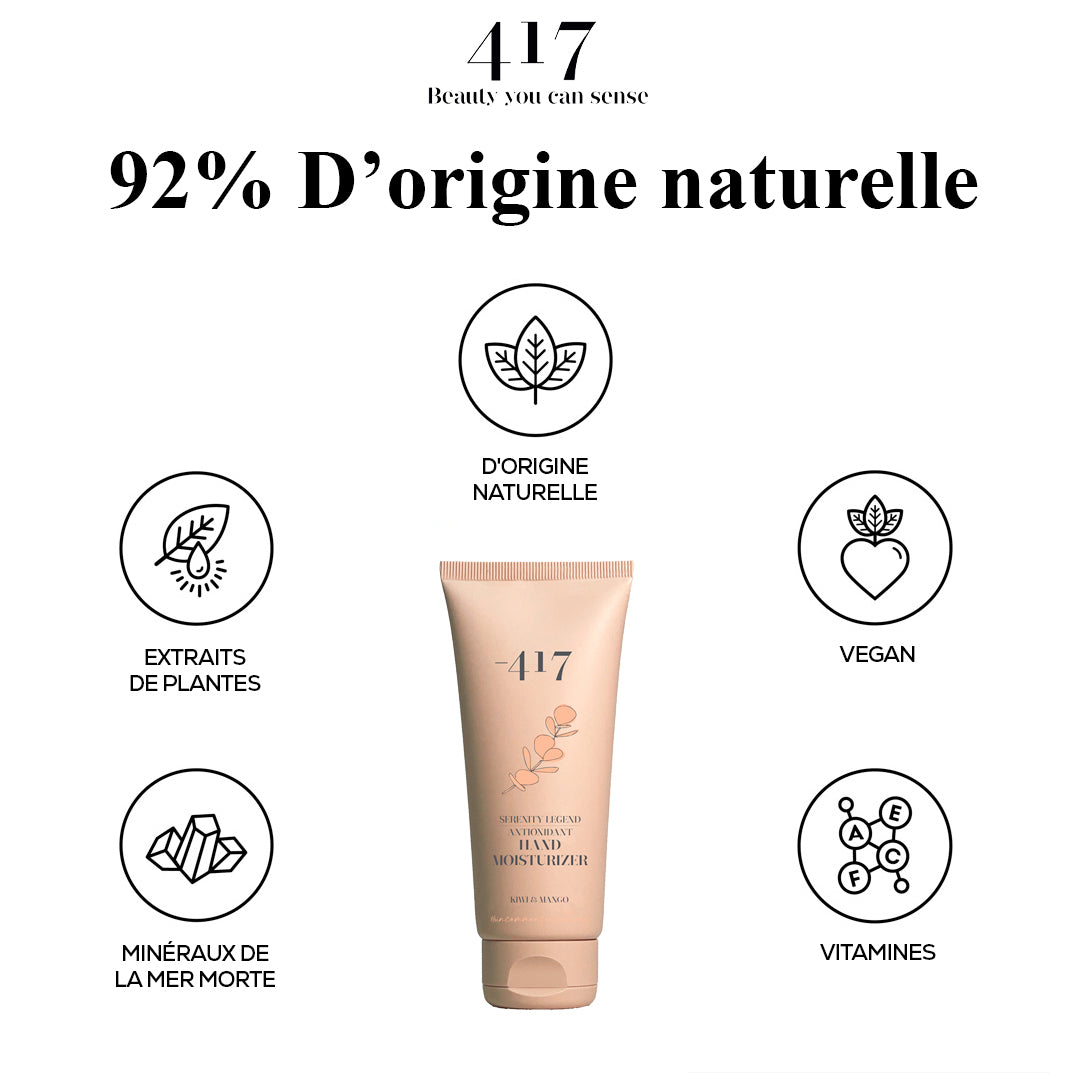 417
Beauty you can sense
92% D’origine naturelle
D'ORIGINE
NATURELLE
EXTRAITS
DE PLANTES
VEGAN
MINÉRAUX DE
LA MER MORTE
A
E
C
F
VITAMINES
–417
SERENITY LEGEND
ANTIOXIDANT
HAND
MOISTURIZER
KIWI & MANGO